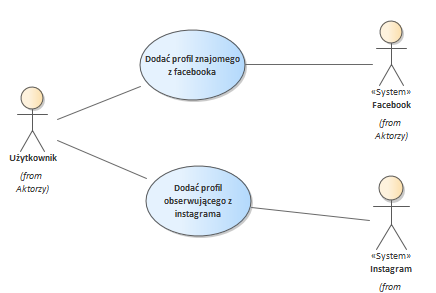 Dodać profil znajomego
z facebooka
«System»
Facebook
(from
Aktorzy)
Użytkownik
(from
Aktorzy)
Dodać profil
obserwującego z
instagrama
«System»
Instagram
(from